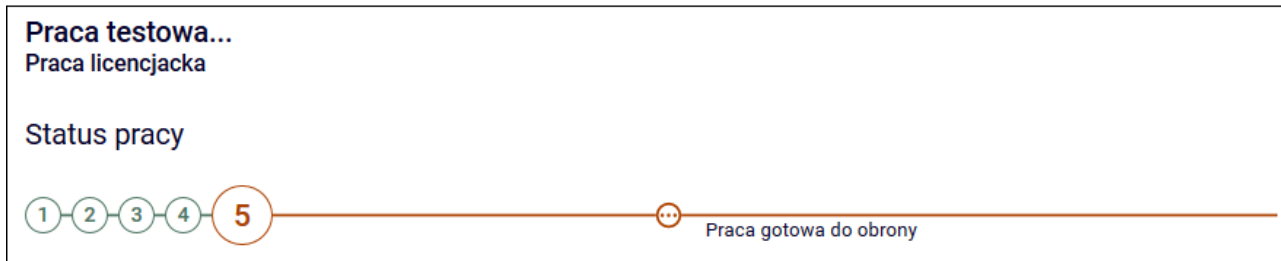 Praca testowa...
Praca licencjacka
Status pracy
1 2 3 4 5
Praca gotowa do obrony